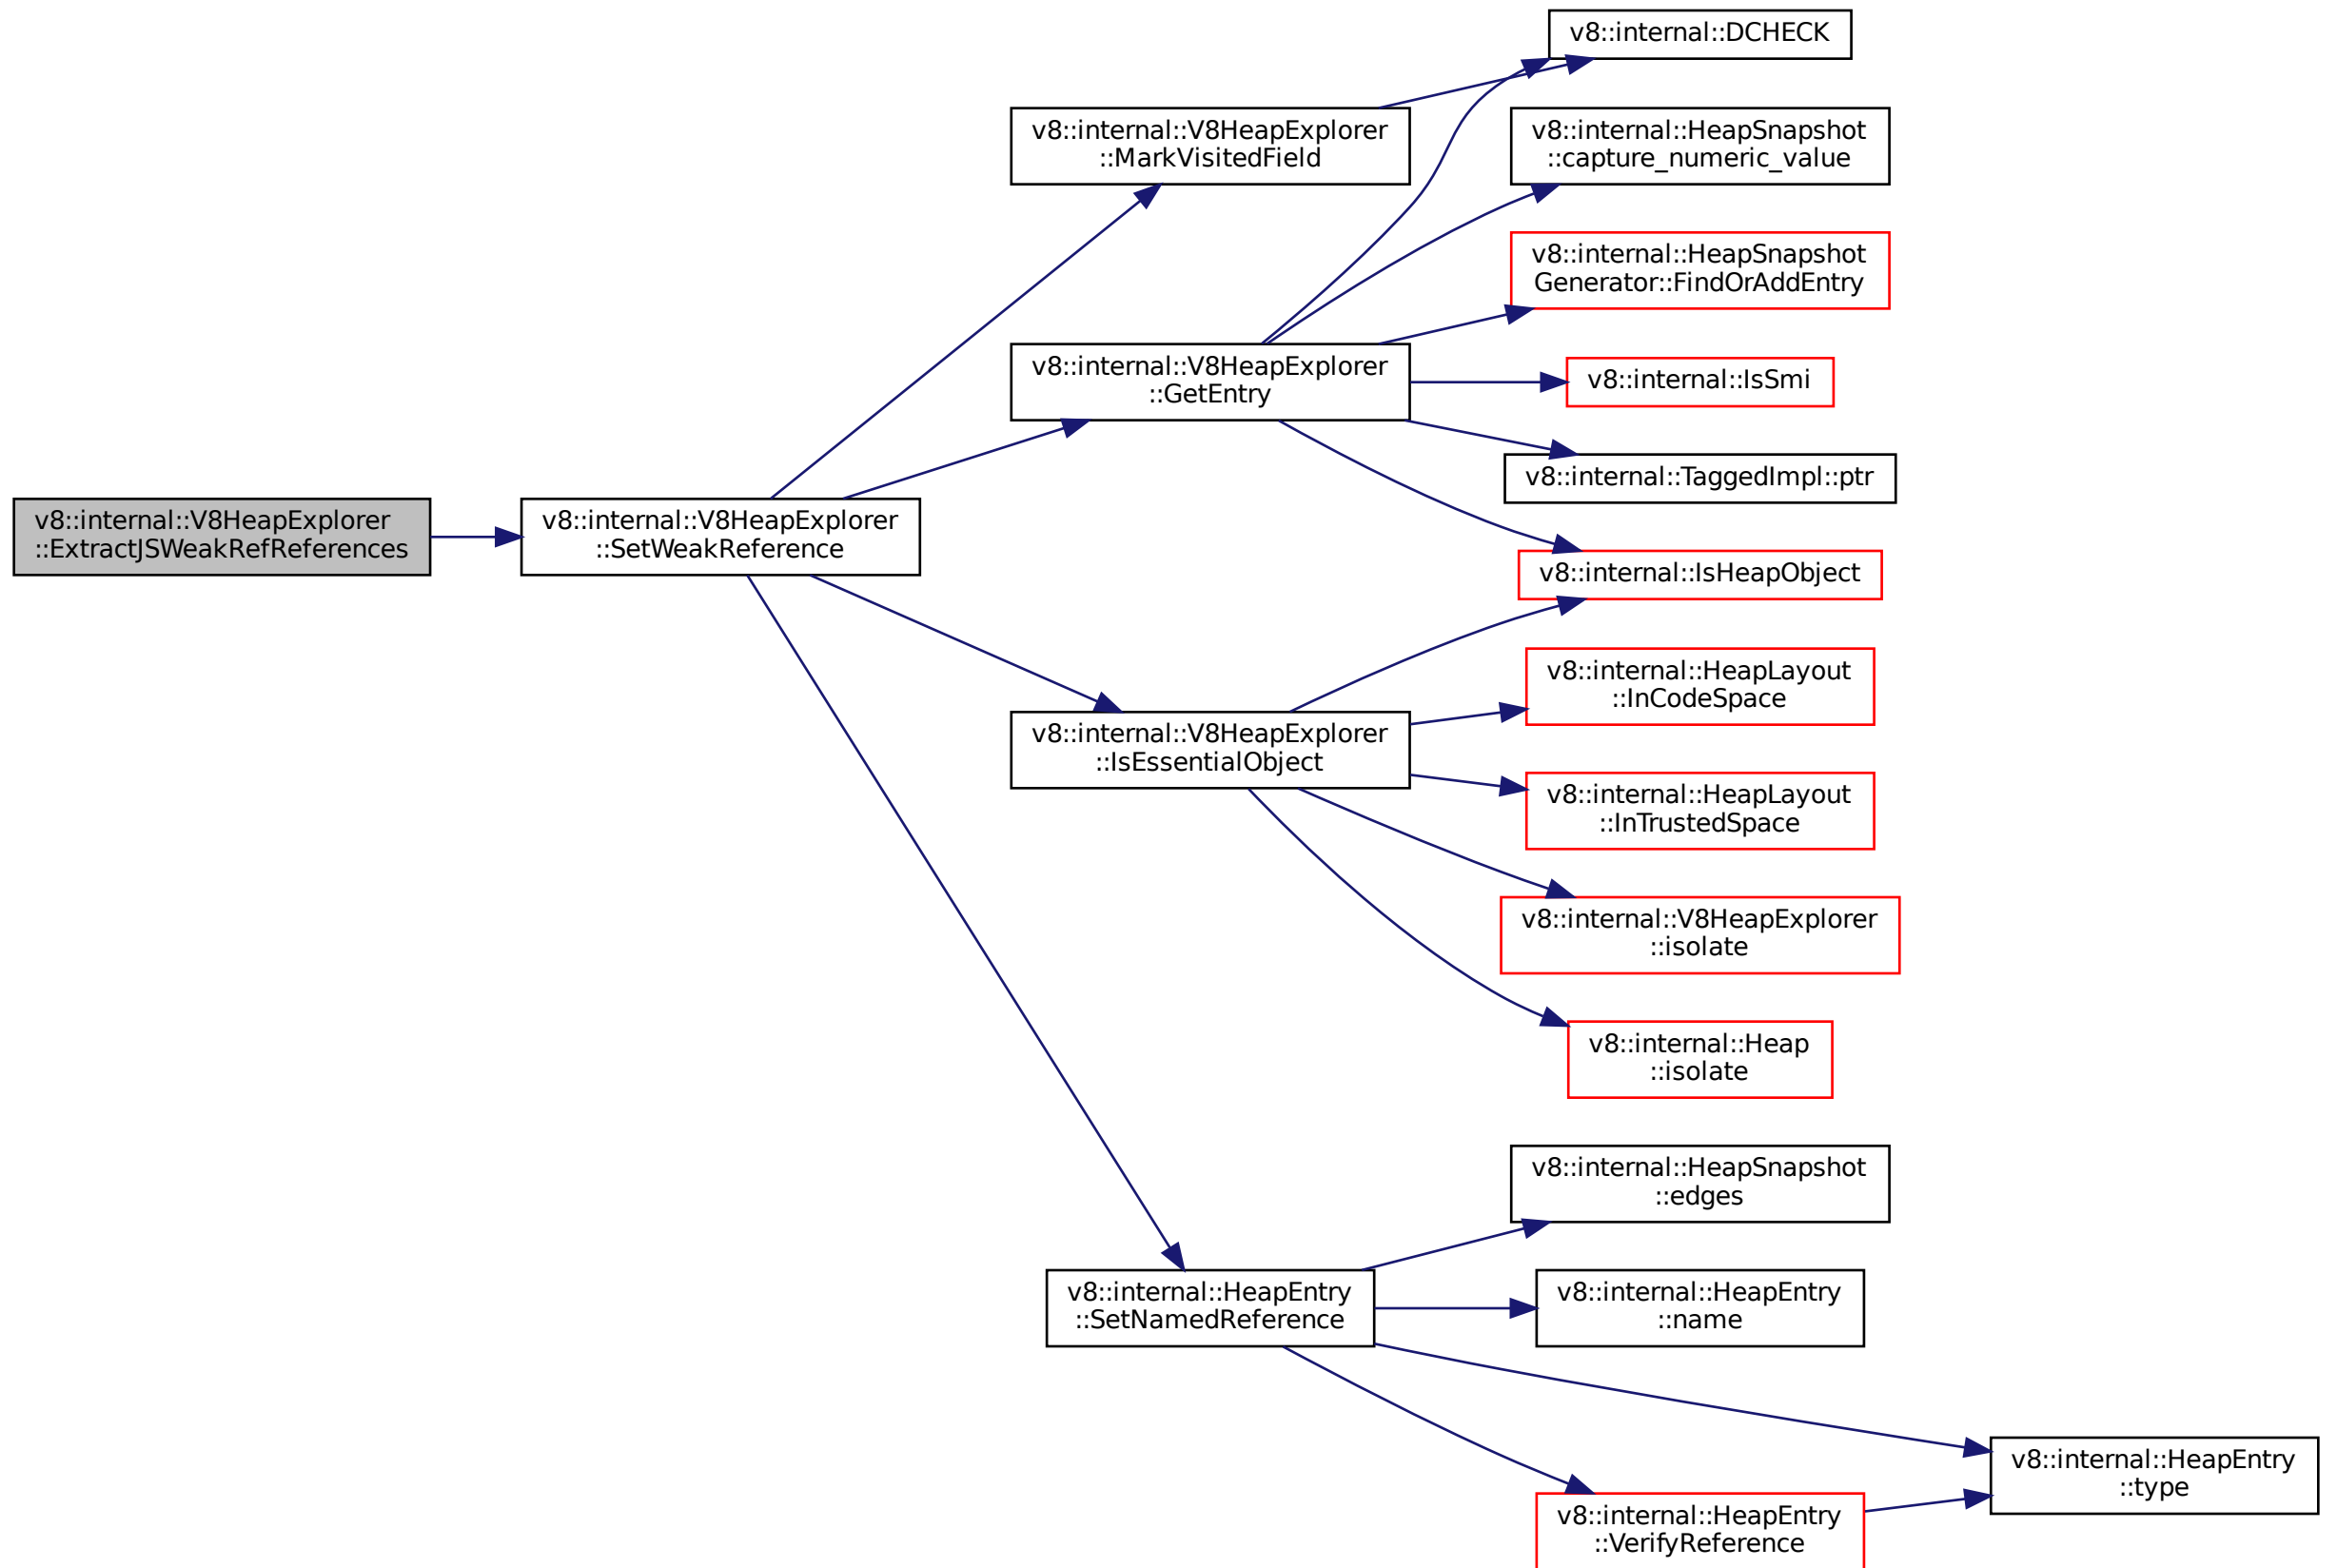 v8::internal::V8HeapExplorer
::ExtractJSWeakRefReferences
v8::internal::V8HeapExplorer
::SetWeakReference
v8::internal::V8HeapExplorer
::MarkVisitedField
v8::internal::V8HeapExplorer
::GetEntry
v8::internal::V8HeapExplorer
::IsEssentialObject
v8::internal::HeapEntry
::SetNamedReference
v8::internal::DCHECK
v8::internal::HeapSnapshot
::capture_numeric_value
v8::internal::HeapSnapshot
Generator::FindOrAddEntry
v8::internal::IsSmi
v8::internal::TaggedImpl::ptr
v8::internal::IsHeapObject
v8::internal::HeapLayout
::InCodeSpace
v8::internal::HeapLayout
::InTrustedSpace
v8::internal::V8HeapExplorer
::isolate
v8::internal::Heap
::isolate
v8::internal::HeapSnapshot
::edges
v8::internal::HeapEntry
::name
v8::internal::HeapEntry
::VerifyReference
v8::internal::HeapEntry
::type